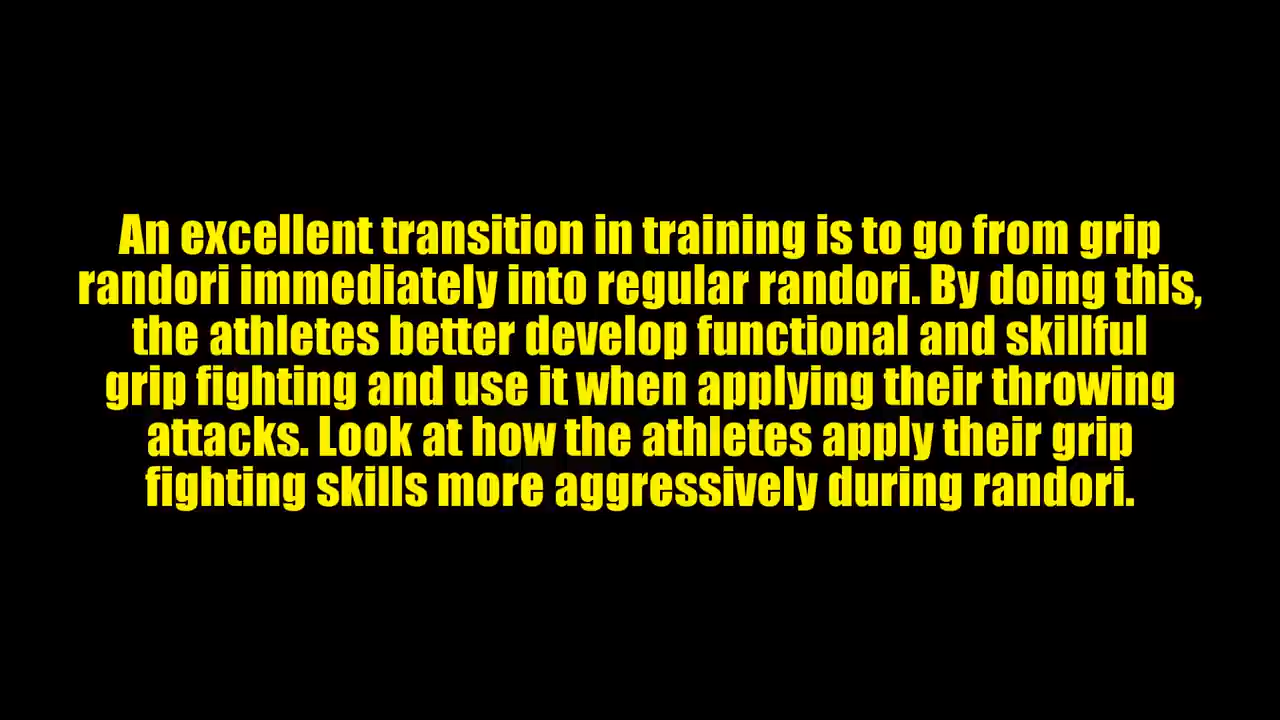 An excellent transition in training is to go from grip
randori immediately into regular randori. By doing this,
the athletes better develop functional and skillful
grip fighting and use it when applying their throwing
attacks. Look at how the athletes apply their grip
fighting skills more aggressively during randori.